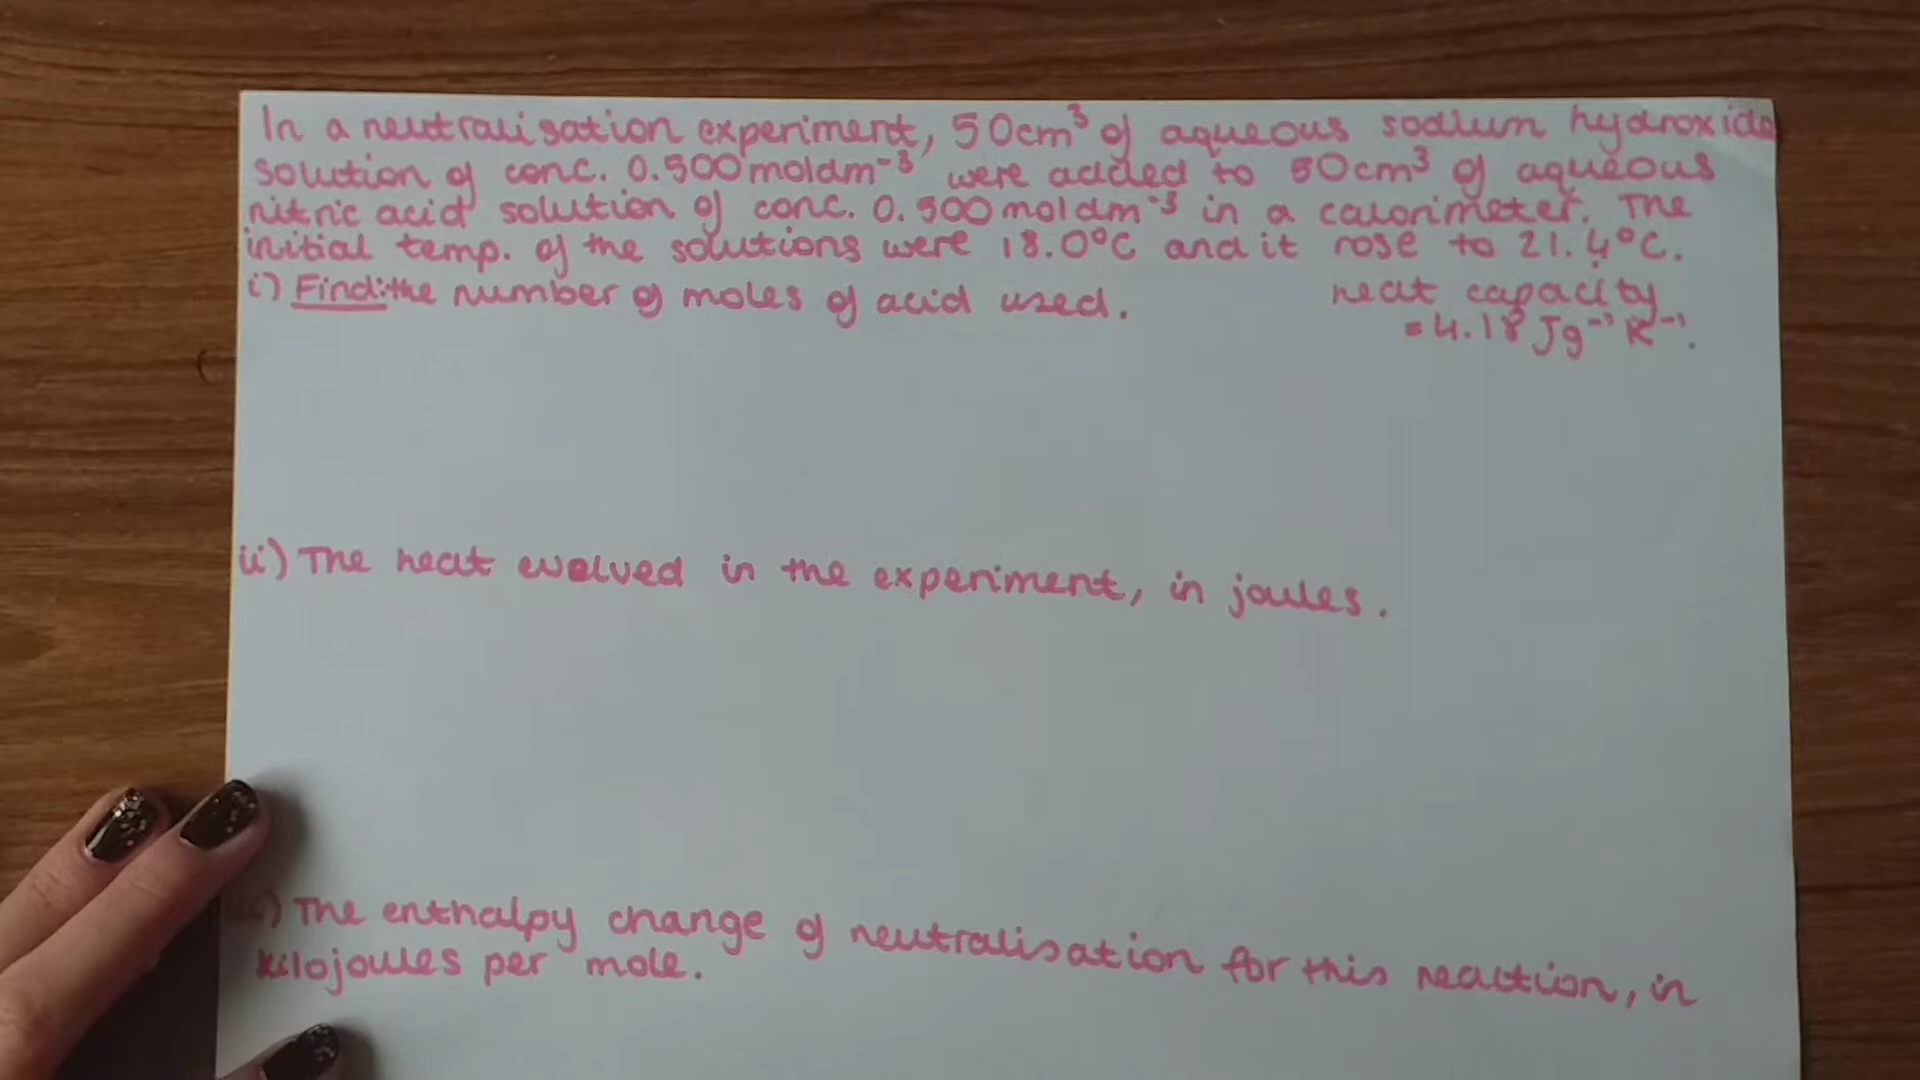 In a neutralisation experiment, 50cm³ of aqueous sodium hydroxide
solution of conc. 0.500 moldm⁻³ were added to 50cm³ of aqueous
nitric acid solution of conc. 0.500 moldm⁻³ in a calorimeter. The
initial temp. of the solutions were 18.0°C and it rose to 21.4°C.
i) Find: the number of moles of acid used.
heat capacity
= 4.18 Jg⁻¹K⁻¹.
ii) The heat evolved in the experiment, in joules.
) The enthalpy change of neutralisation for this reaction, in
kilojoules per mole.